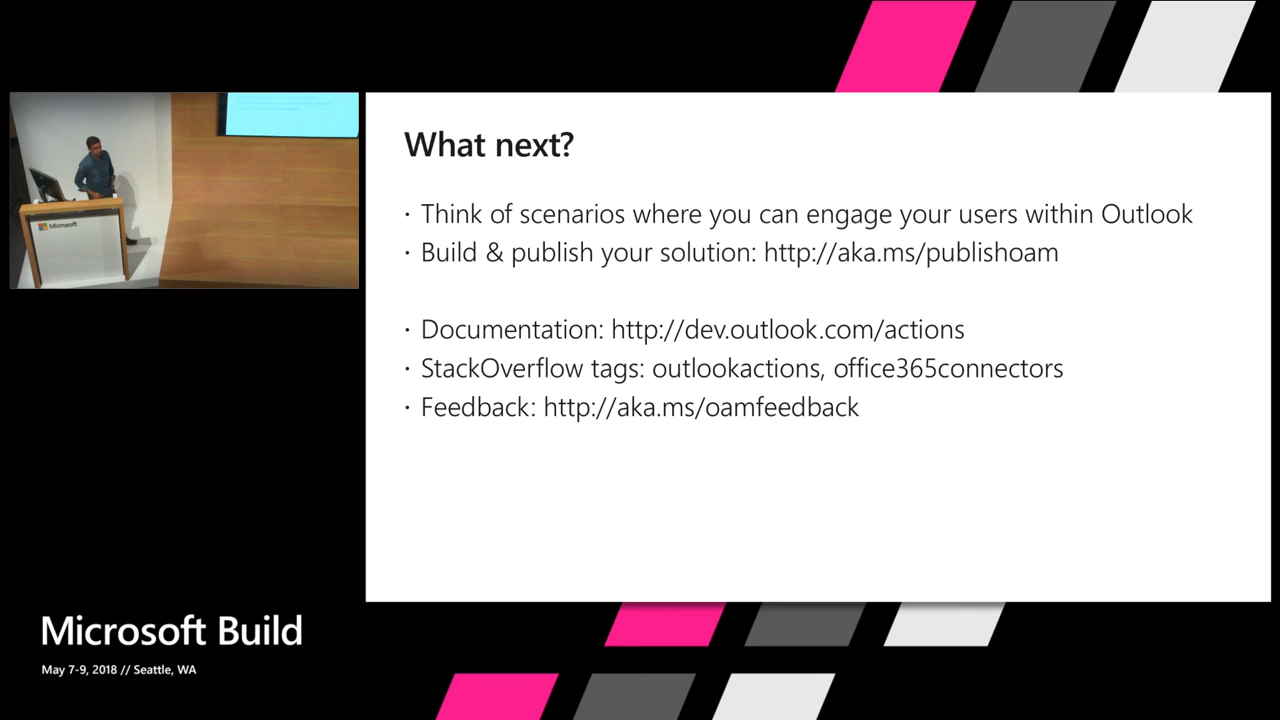 Microsoft
What next?
· Think of scenarios where you can engage your users within Outlook
· Build & publish your solution: http://aka.ms/publishoam
· Documentation: http://dev.outlook.com/actions
· StackOverflow tags: outlookactions, office365connectors
· Feedback: http://aka.ms/oamfeedback
Microsoft Build
May 7-9, 2018 // Seattle, WA